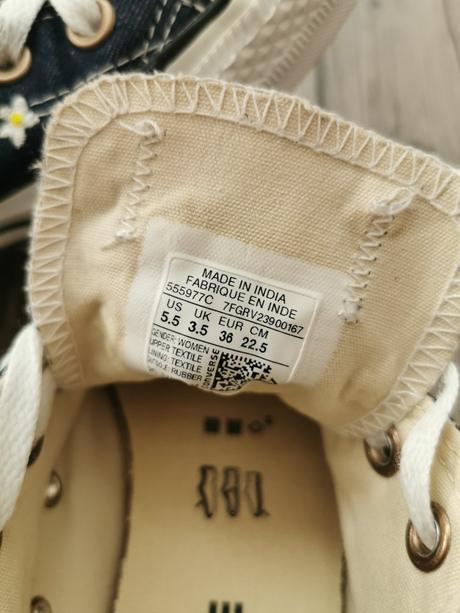 MADE IN INDIA
FABRIQUE EN INDE
555977C 7FGRV23900167
US UK EUR CM
5.5 3.5 36 22.5
GENDER: WOMEN
UPPER: TEXTILE
LINING: TEXTILE
RUBBER
CONVERSE